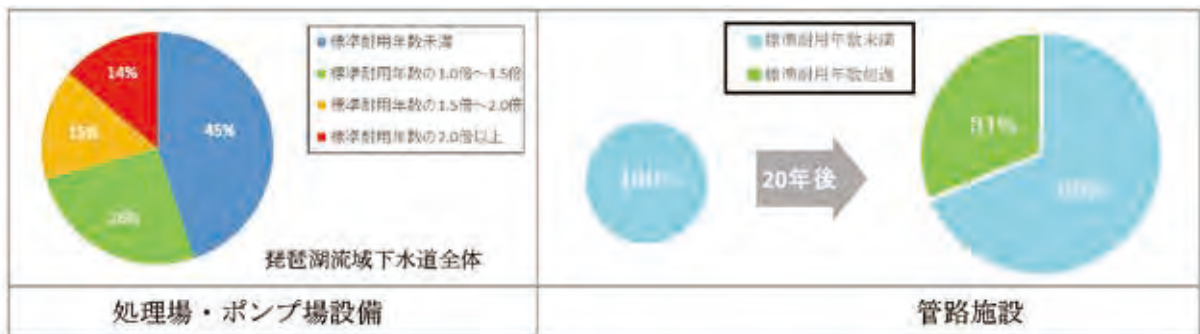 標準耐用年数未満
標準耐用年数の1.0倍〜1.5倍
標準耐用年数の1.5倍〜2.0倍
標準耐用年数の2.0倍以上
14%
15%
26%
45%
琵琶湖流域下水道全体
処理場・ポンプ場設備
標準耐用年数未満
標準耐用年数超過
100%
20年後
31%
69%
管路施設